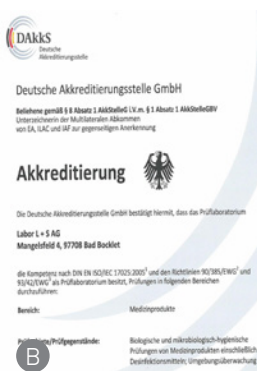 DAkkS
Deutsche
Akkreditierungsstelle
Deutsche Akkreditierungsstelle GmbH
Beliehene gemäß § 8 Absatz 1 AkkStelleG i.V.m. § 1 Absatz 1 AkkStelleGBV
Unterzeichnerin der Multilateralen Abkommen
von EA, ILAC und IAF zur gegenseitigen Anerkennung
Akkreditierung
Die Deutsche Akkreditierungsstelle GmbH bestätigt hiermit, dass das Prüflaboratorium
Labor L + S AG
Mangelsfeld 4, 97708 Bad Bocklet
die Kompetenz nach DIN EN ISO/IEC 17025:2005¹ und den Richtlinien 90/385/EWG² und
93/42/EWG³ als Prüflaboratorium besitzt, Prüfungen in folgenden Bereichen
durchzuführen:
Bereich: Medizinprodukte
/Prüfgegenstände: Biologische und mikrobiologisch-hygienische
Prüfungen von Medizinprodukten einschließlich
Desinfektionsmitteln; Umgebungsüberwachung
B